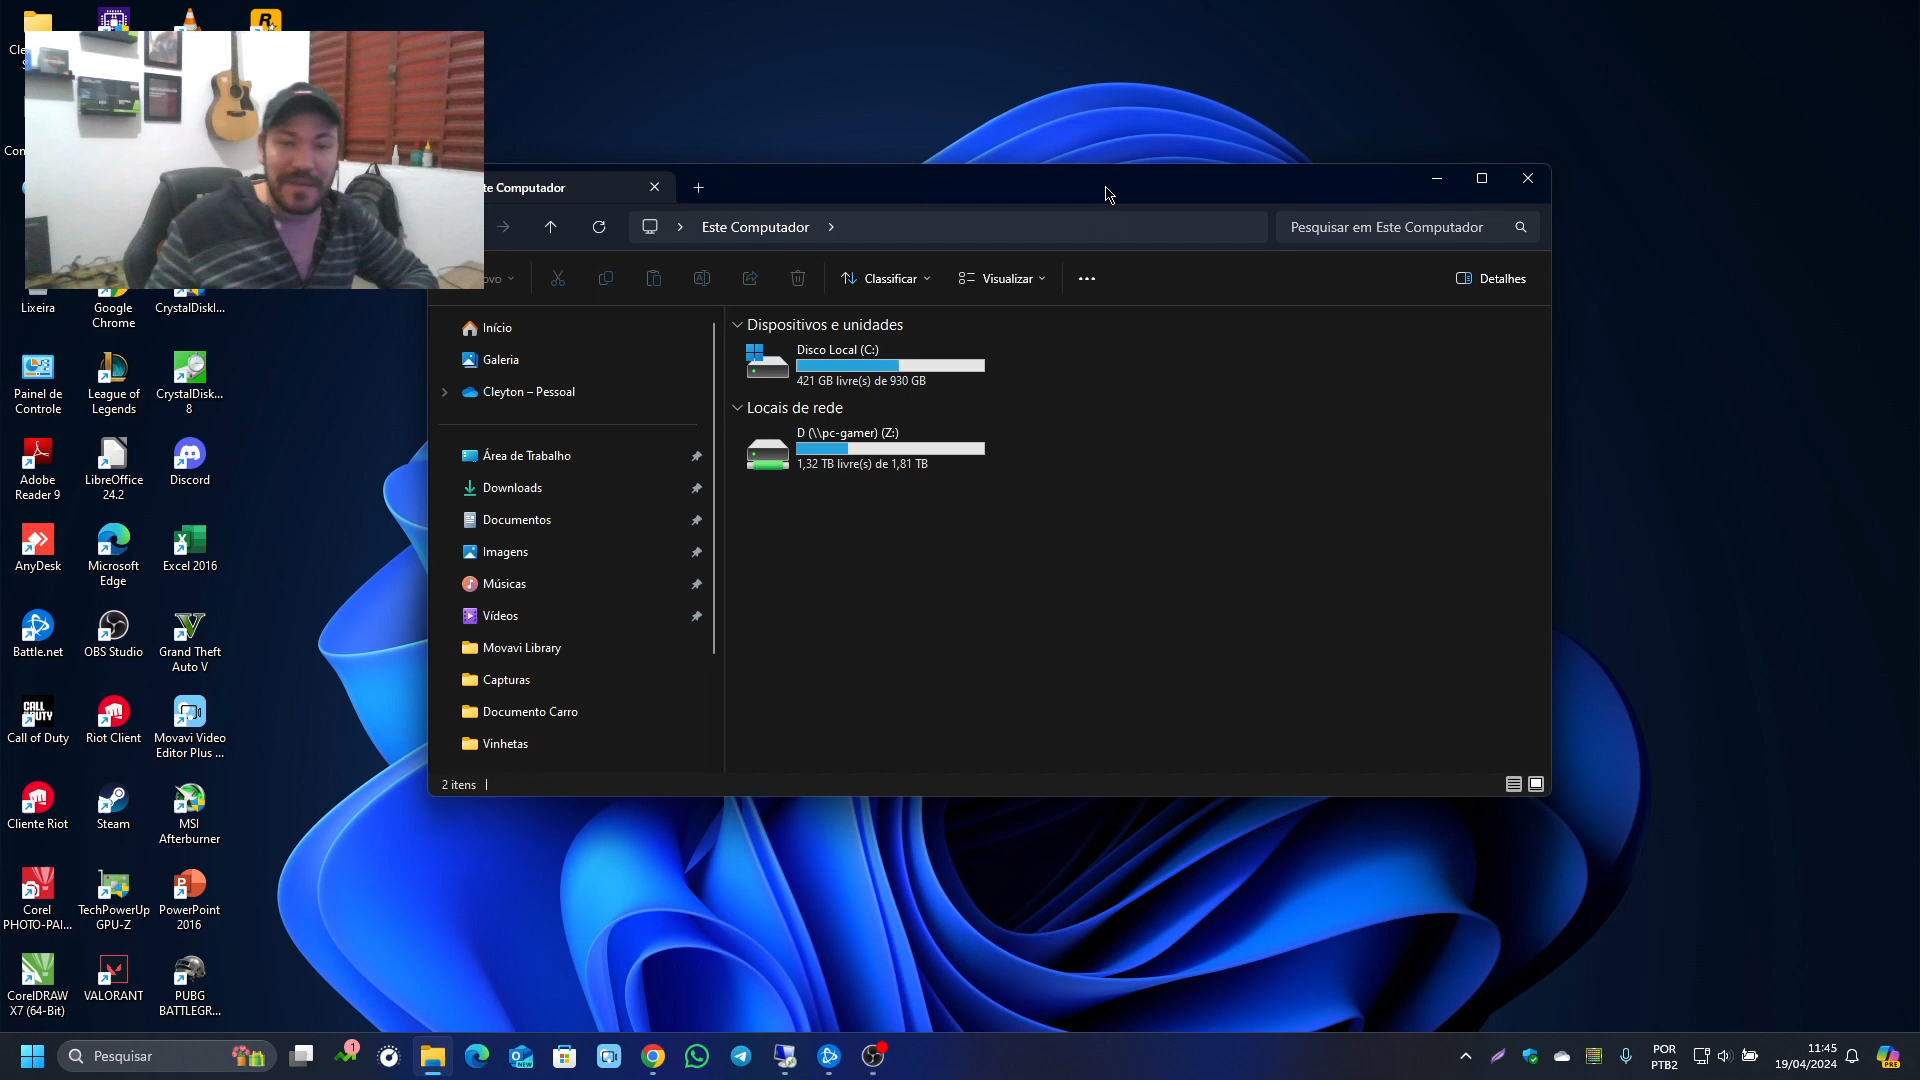 Este Computador
Pesquisar em Este Computador
Classificar
Visualizar
Detalhes
Início
Galeria
Cleyton – Pessoal
Área de Trabalho
Downloads
Documentos
Imagens
Músicas
Vídeos
Movavi Library
Capturas
Documento Carro
Vinhetas
2 itens
Dispositivos e unidades
Disco Local (C:)
421 GB livre(s) de 930 GB
Locais de rede
D (\\pc-gamer) (Z:)
1,32 TB livre(s) de 1,81 TB
Lixeira
Google
Chrome
CrystalDiskI...
Painel de
Controle
League of
Legends
CrystalDisk...
8
Adobe
Reader 9
LibreOffice
24.2
Discord
AnyDesk
Microsoft
Edge
Excel 2016
Battle.net
OBS Studio
Grand Theft
Auto V
CALL OF DUTY
Call of Duty
Riot Client
Movavi Video
Editor Plus ...
Cliente Riot
Steam
MSI
Afterburner
Corel
PHOTO-PAI...
TechPowerUp
GPU-Z
PowerPoint
2016
CorelDRAW
X7 (64-Bit)
VALORANT
PUBG
BATTLEGR...
Pesquisar
1
NEW
POR
PTB2
11:45
19/04/2024
PRE